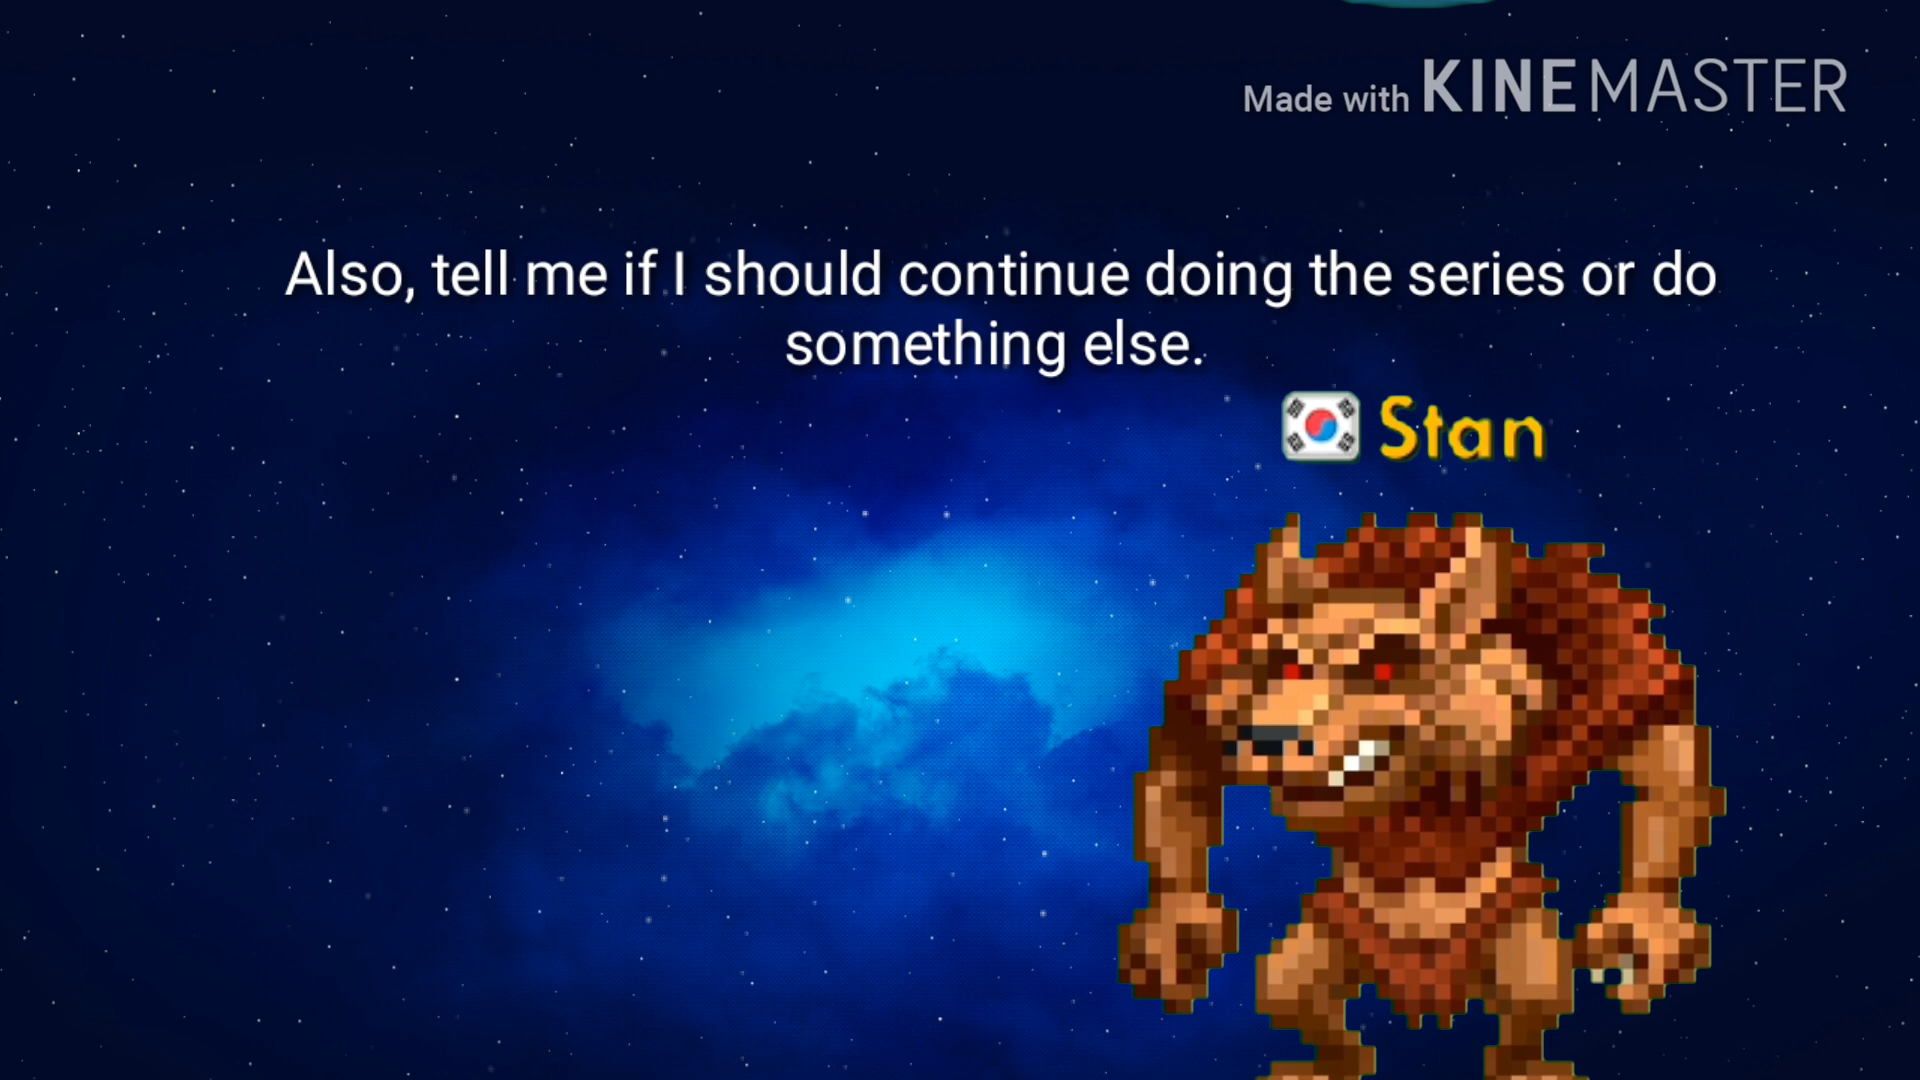 Made with KINEMASTER
Also, tell me if I should continue doing the series or do
something else.
Stan